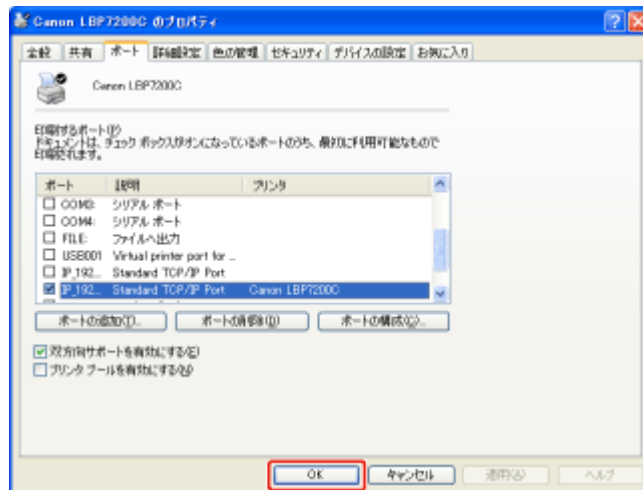 Canon LBP7200C のプロパティ
全般 共有 ポート 詳細設定 色の管理 セキュリティ デバイスの設定 お気に入り
Canon LBP7200C
印刷するポート(P)
ドキュメントは、チェック ボックスがオンになっているポートのうち、最初に利用可能なもので
印刷されます。
ポート 説明 プリンタ
COM3: シリアル ポート
COM4: シリアル ポート
FILE: ファイルへ出力
USB001 Virtual printer port for ...
IP_192... Standard TCP/IP Port
IP_192... Standard TCP/IP Port Canon LBP7200C
ポートの追加(T)... ポートの削除(D) ポートの構成(C)...
双方向サポートを有効にする(E)
プリンタ プールを有効にする(N)
OK キャンセル 適用(A) ヘルプ